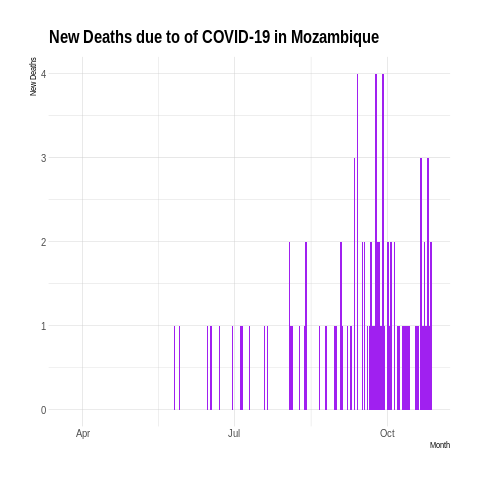 New Deaths due to of COVID-19 in Mozambique
New Deaths
4
3
2
1
0
Apr
Jul
Oct
Month